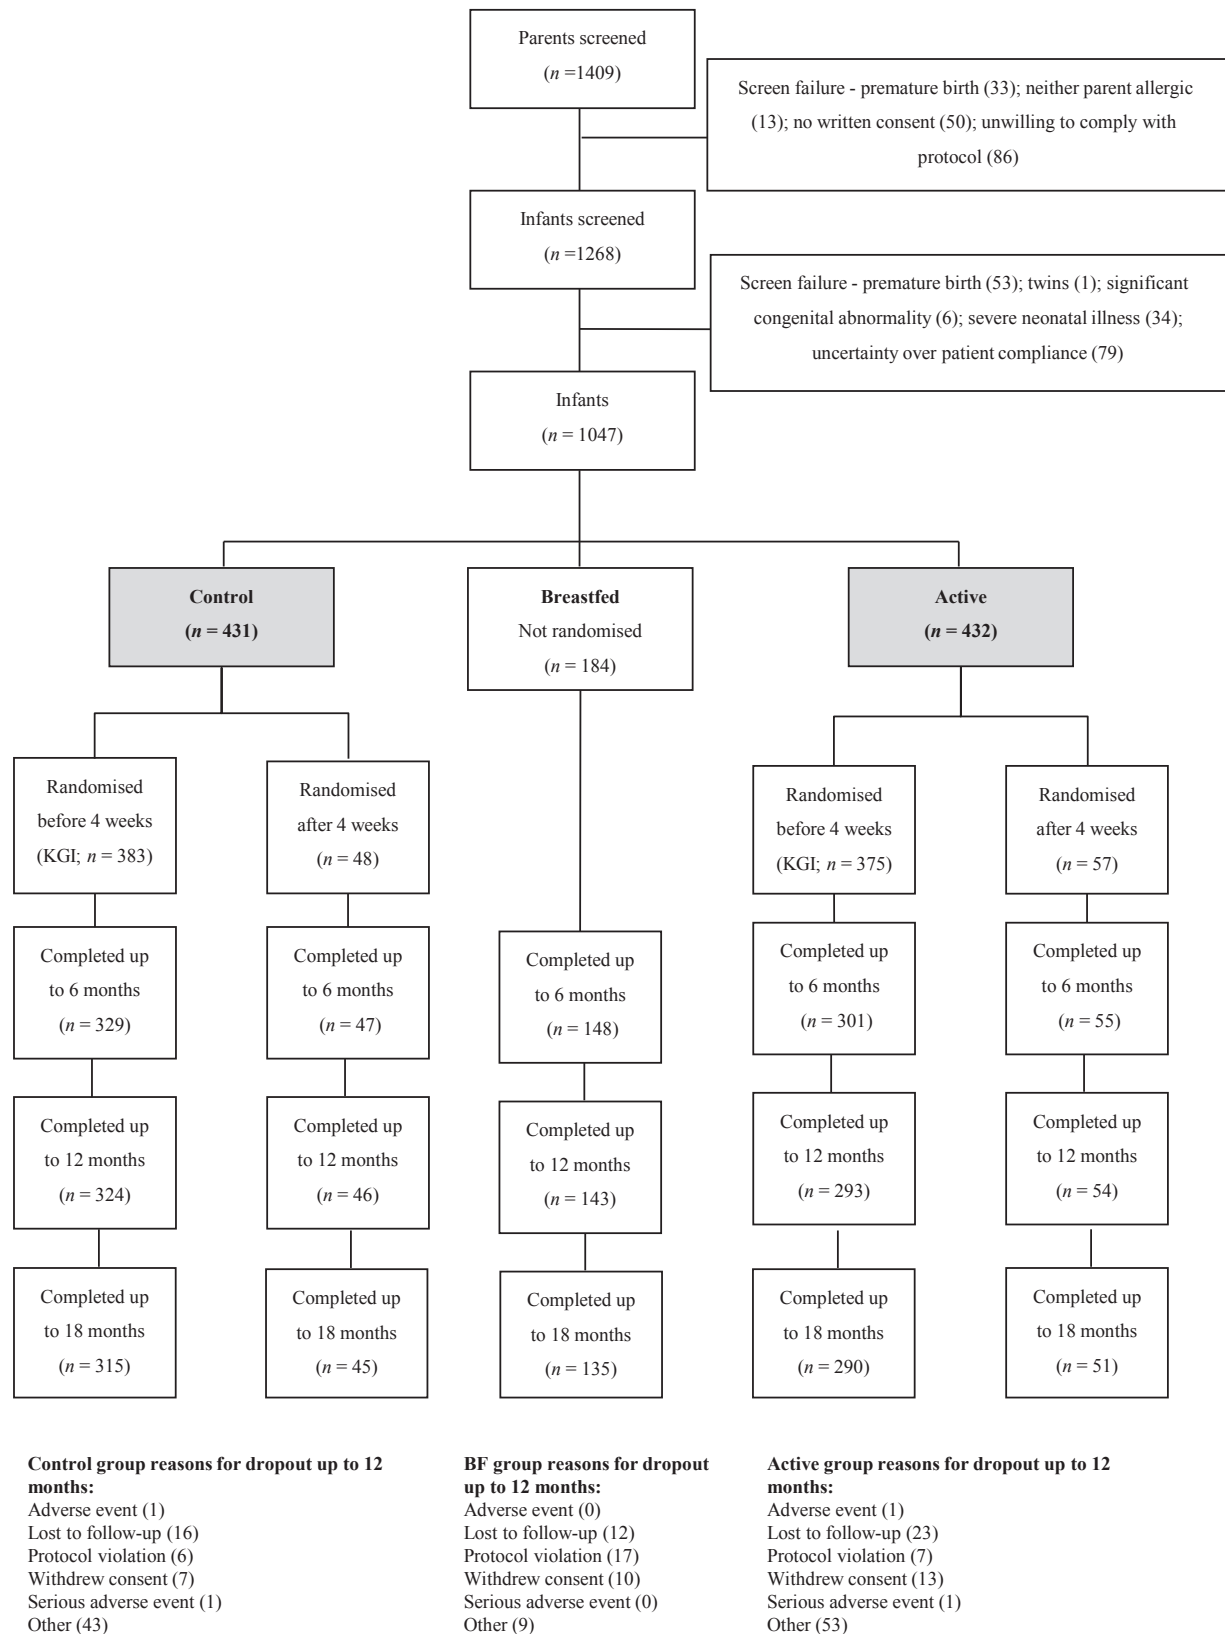 Parents screened
(n =1409)
Screen failure - premature birth (33); neither parent allergic
(13); no written consent (50); unwilling to comply with
protocol (86)
Infants screened
(n =1268)
Screen failure - premature birth (53); twins (1); significant
congenital abnormality (6); severe neonatal illness (34);
uncertainty over patient compliance (79)
Infants
(n = 1047)
Control
(n = 431)
Breastfed
Not randomised
(n = 184)
Active
(n = 432)
Randomised
before 4 weeks
(KGI; n = 383)
Randomised
after 4 weeks
(n = 48)
Randomised
before 4 weeks
(KGI; n = 375)
Randomised
after 4 weeks
(n = 57)
Completed up
to 6 months
(n = 329)
Completed up
to 6 months
(n = 47)
Completed up
to 6 months
(n = 148)
Completed up
to 6 months
(n = 301)
Completed up
to 6 months
(n = 55)
Completed up
to 12 months
(n = 324)
Completed up
to 12 months
(n = 46)
Completed up
to 12 months
(n = 143)
Completed up
to 12 months
(n = 293)
Completed up
to 12 months
(n = 54)
Completed up
to 18 months
(n = 315)
Completed up
to 18 months
(n = 45)
Completed up
to 18 months
(n = 135)
Completed up
to 18 months
(n = 290)
Completed up
to 18 months
(n = 51)
Control group reasons for dropout up to 12
months:
Adverse event (1)
Lost to follow-up (16)
Protocol violation (6)
Withdrew consent (7)
Serious adverse event (1)
Other (43)
BF group reasons for dropout
up to 12 months:
Adverse event (0)
Lost to follow-up (12)
Protocol violation (17)
Withdrew consent (10)
Serious adverse event (0)
Other (9)
Active group reasons for dropout up to 12
months:
Adverse event (1)
Lost to follow-up (23)
Protocol violation (7)
Withdrew consent (13)
Serious adverse event (1)
Other (53)